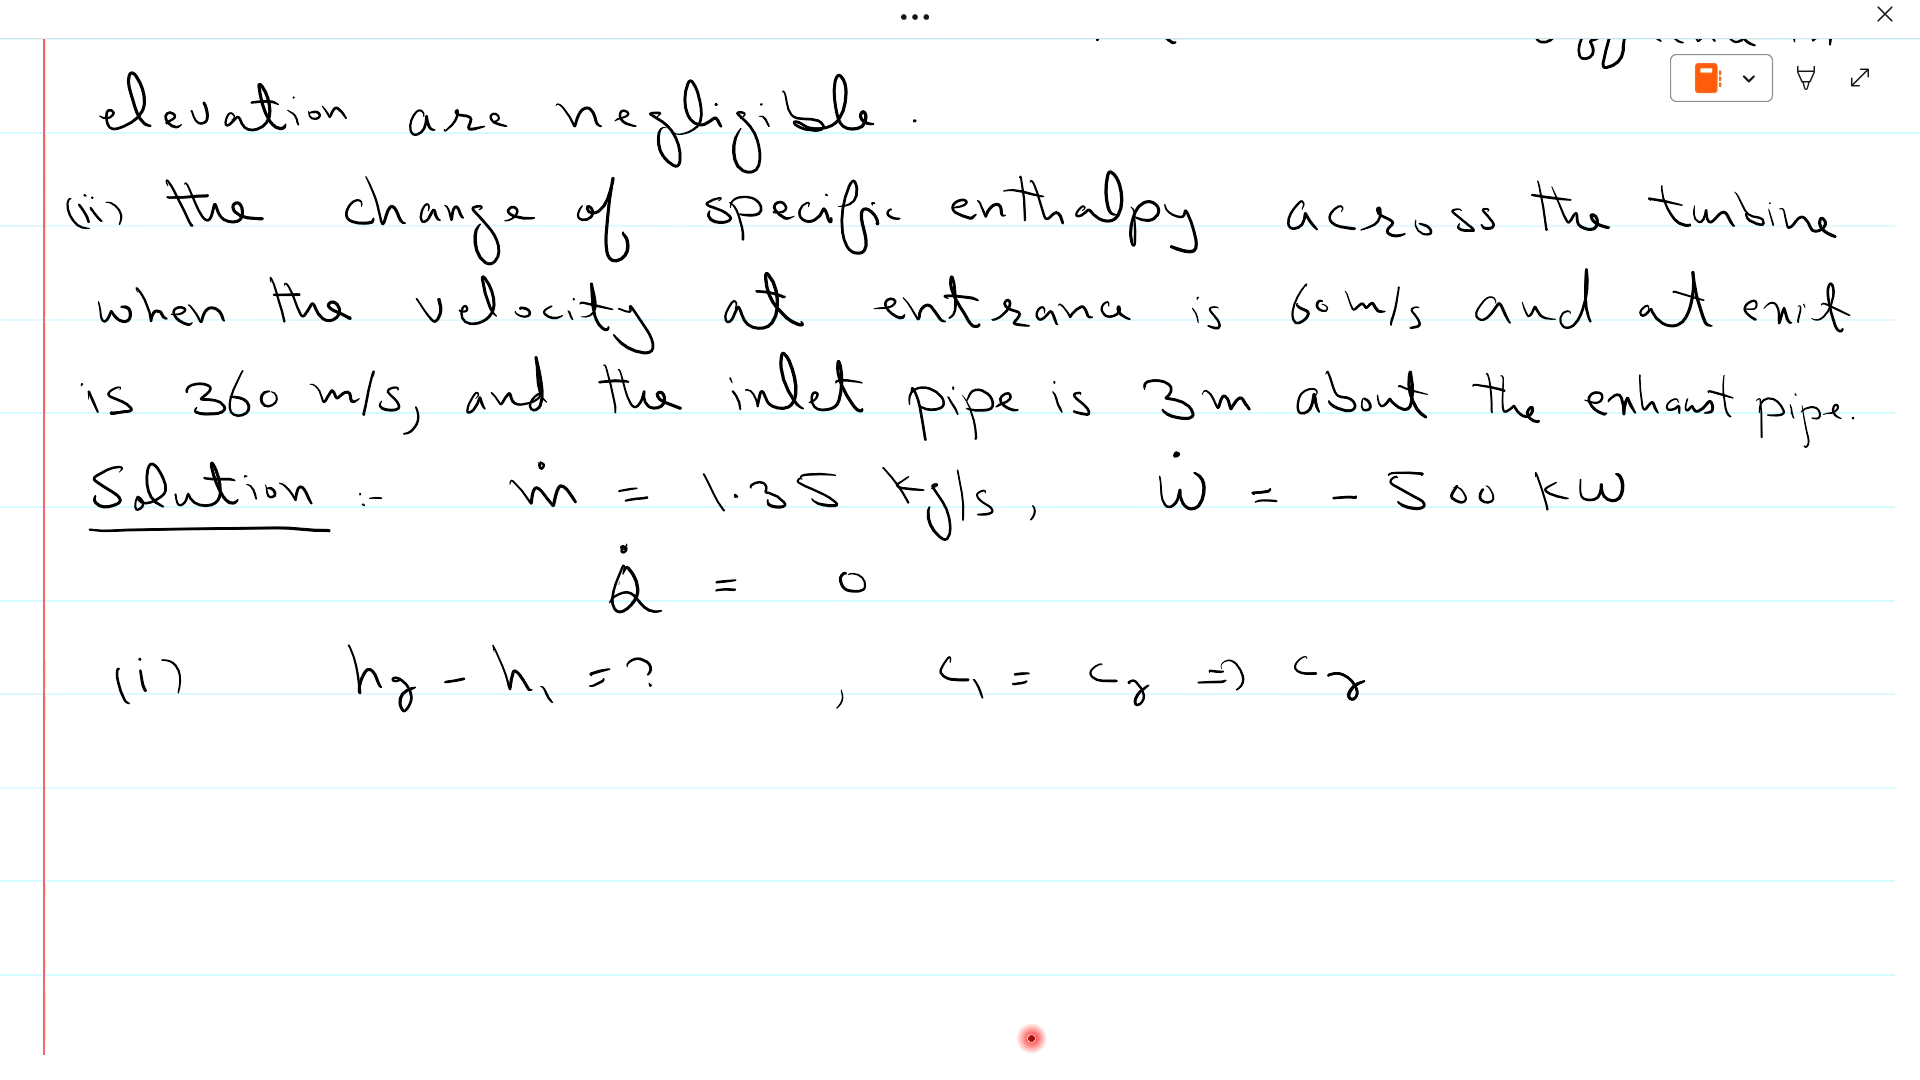 elevation are negligible.
(ii) the change of specific enthalpy across the turbine
when the velocity at entrance is 60 m/s and at exit
is 360 m/s, and the inlet pipe is 3m about the exhaust pipe.
Solution :- ṁ = 1.35 kg/s, Ẇ = - 500 kW
Q̇ = 0
(i) h₂ - h₁ = ? , C₁ = C₂ ⇒ C₂